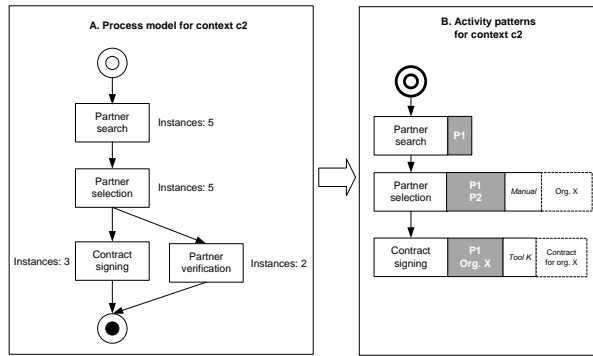 A. Process model for context c2
Partner
search
Instances: 5
Partner
selection
Instances: 5
Instances: 3
Contract
signing
Partner
verification
Instances: 2
B. Activity patterns
for context c2
Partner
search
P1
Partner
selection
P1
P2
Manual
Org. X
Contract
signing
P1
Org. X
Tool K
Contract
for org. X